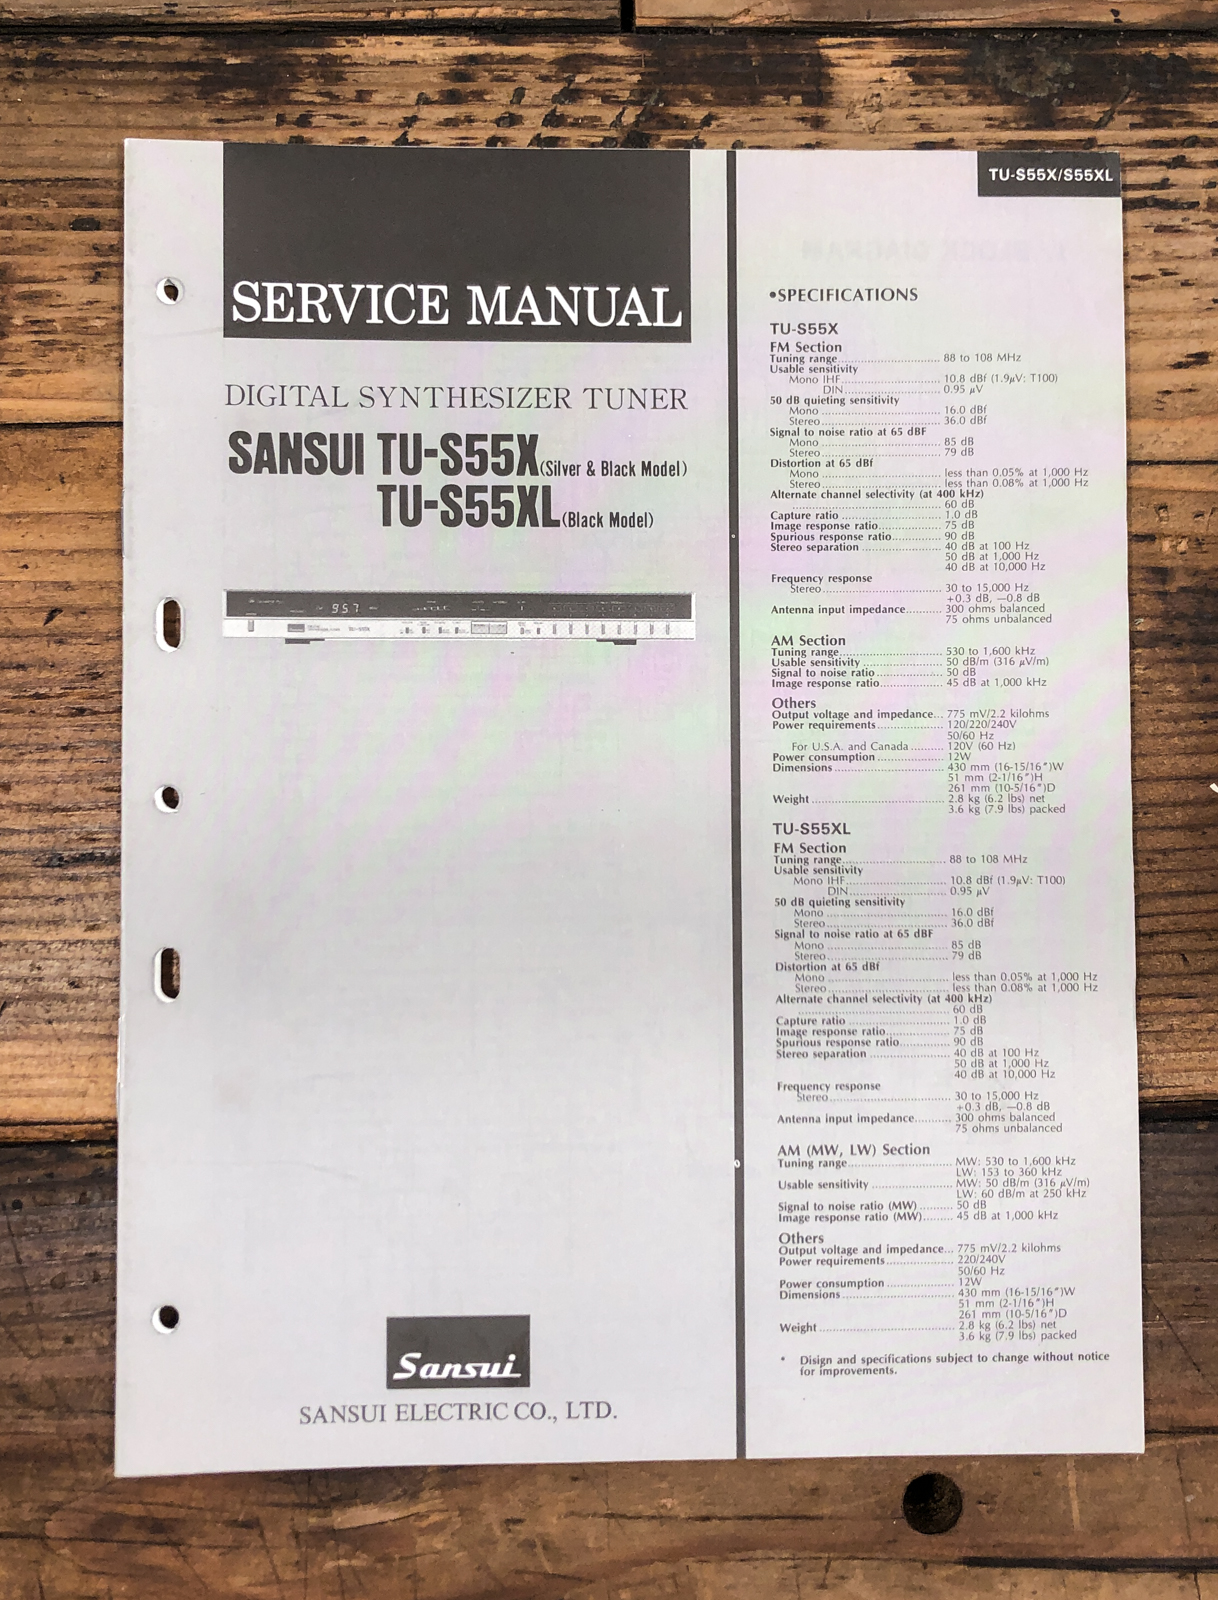 SERVICE MANUAL
DIGITAL SYNTHESIZER TUNER
SANSUI TU-S55X (Silver & Black Model)
TU-S55XL (Black Model)
957
Sansui
SANSUI ELECTRIC CO., LTD.
TU-S55X/S55XL
•SPECIFICATIONS
TU-S55X
FM Section
Tuning range 88 to 108 MHz
Usable sensitivity
Mono IHF 10.8 dBf (1.9μV: T100)
DIN 0.95 μV
50 dB quieting sensitivity
Mono 16.0 dBf
Stereo 36.0 dBf
Signal to noise ratio at 65 dBF
Mono 85 dB
Stereo 79 dB
Distortion at 65 dBf
Mono less than 0.05% at 1,000 Hz
Stereo less than 0.08% at 1,000 Hz
Alternate channel selectivity (at 400 kHz)
60 dB
Capture ratio 1.0 dB
Image response ratio 75 dB
Spurious response ratio 90 dB
Stereo separation 40 dB at 100 Hz
50 dB at 1,000 Hz
40 dB at 10,000 Hz
Frequency response
Stereo 30 to 15,000 Hz
+0.3 dB, −0.8 dB
Antenna input impedance 300 ohms balanced
75 ohms unbalanced
AM Section
Tuning range 530 to 1,600 kHz
Usable sensitivity 50 dB/m (316 μV/m)
Signal to noise ratio 50 dB
Image response ratio 45 dB at 1,000 kHz
Others
Output voltage and impedance... 775 mV/2.2 kilohms
Power requirements 120/220/240V
50/60 Hz
For U.S.A. and Canada 120V (60 Hz)
Power consumption 12W
Dimensions 430 mm (16-15/16")W
51 mm (2-1/16")H
261 mm (10-5/16")D
Weight 2.8 kg (6.2 lbs) net
3.6 kg (7.9 lbs) packed
TU-S55XL
FM Section
Tuning range 88 to 108 MHz
Usable sensitivity
Mono IHF 10.8 dBf (1.9μV: T100)
DIN 0.95 μV
50 dB quieting sensitivity
Mono 16.0 dBf
Stereo 36.0 dBf
Signal to noise ratio at 65 dBF
Mono 85 dB
Stereo 79 dB
Distortion at 65 dBf
Mono less than 0.05% at 1,000 Hz
Stereo less than 0.08% at 1,000 Hz
Alternate channel selectivity (at 400 kHz)
60 dB
Capture ratio 1.0 dB
Image response ratio 75 dB
Spurious response ratio 90 dB
Stereo separation 40 dB at 100 Hz
50 dB at 1,000 Hz
40 dB at 10,000 Hz
Frequency response
Stereo 30 to 15,000 Hz
+0.3 dB, −0.8 dB
Antenna input impedance 300 ohms balanced
75 ohms unbalanced
AM (MW, LW) Section
Tuning range MW: 530 to 1,600 kHz
LW: 153 to 360 kHz
Usable sensitivity MW: 50 dB/m (316 μV/m)
LW: 60 dB/m at 250 kHz
Signal to noise ratio (MW) 50 dB
Image response ratio (MW) 45 dB at 1,000 kHz
Others
Output voltage and impedance... 775 mV/2.2 kilohms
Power requirements 220/240V
50/60 Hz
Power consumption 12W
Dimensions 430 mm (16-15/16")W
51 mm (2-1/16")H
261 mm (10-5/16")D
Weight 2.8 kg (6.2 lbs) net
3.6 kg (7.9 lbs) packed
* Disign and specifications subject to change without notice
for improvements.